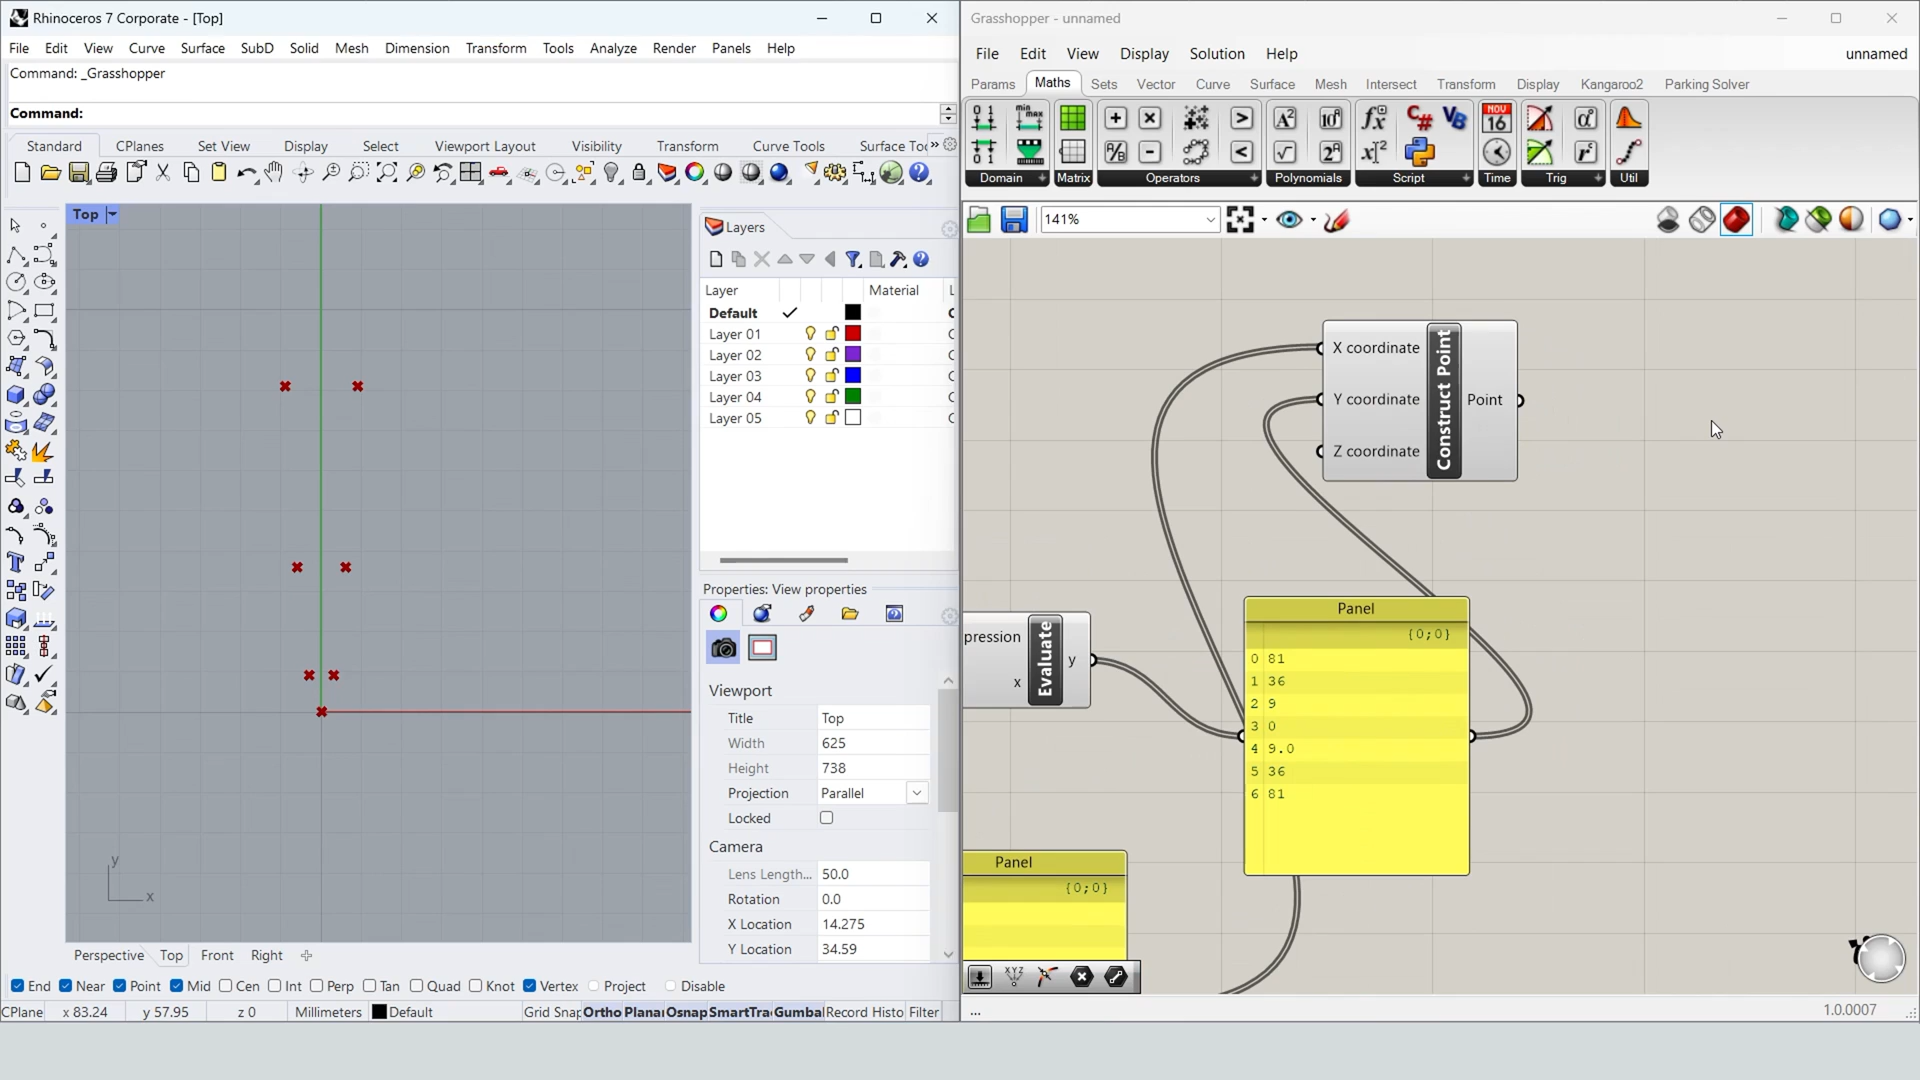 Rhinoceros 7 Corporate - [Top]
File Edit View Curve Surface SubD Solid Mesh Dimension Transform Tools Analyze Render Panels Help
Command: _Grasshopper
Command:
Standard CPlanes Set View Display Select Viewport Layout Visibility Transform Curve Tools Surface Too »
Top
Layers
Layer Material L
Default
Layer 01
Layer 02
Layer 03
Layer 04
Layer 05
Properties: View properties
Viewport
Title Top
Width 625
Height 738
Projection Parallel
Locked
Camera
Lens Length... 50.0
Rotation 0.0
X Location 14.275
Y Location 34.59
y
x
Perspective Top Front Right
End Near Point Mid Cen Int Perp Tan Quad Knot Vertex Project Disable
CPlane x 83.24 y 57.95 z 0 Millimeters Default Grid Snap Ortho Planar Osnap SmartTrac Gumbal Record Histo Filter
Grasshopper - unnamed
File Edit View Display Solution Help unnamed
Params Maths Sets Vector Curve Surface Mesh Intersect Transform Display Kangaroo2 Parking Solver
Domain Matrix Operators Polynomials Script Time Trig Util
NOV
16
141%
X coordinate
Y coordinate
Z coordinate
Construct Point
Point
pression
x
Evaluate
y
Panel
{0;0}
0 81
1 36
2 9
3 0
4 9.0
5 36
6 81
Panel
{0;0}
... 1.0.0007